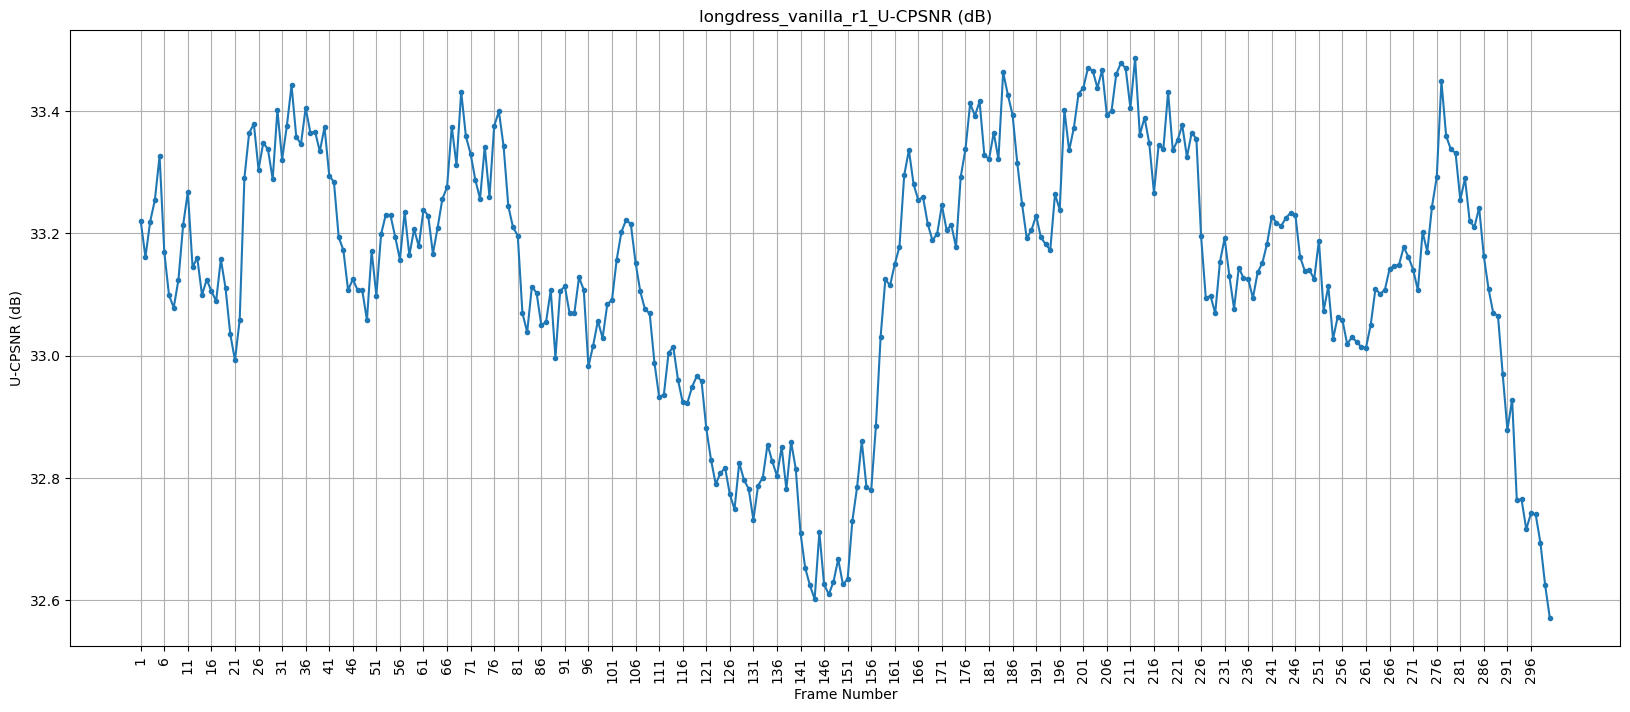 longdress_vanilla_r1_U-CPSNR (dB)
U-CPSNR (dB)
33.4
33.2
33.0
32.8
32.6
1 6 11 16 21 26 31 36 41 46 51 56 61 66 71 76 81 86 91 96 101 106 111 116 121 126 131 136 141 146 151 156 161 166 171 176 181 186 191 196 201 206 211 216 221 226 231 236 241 246 251 256 261 266 271 276 281 286 291 296
Frame Number